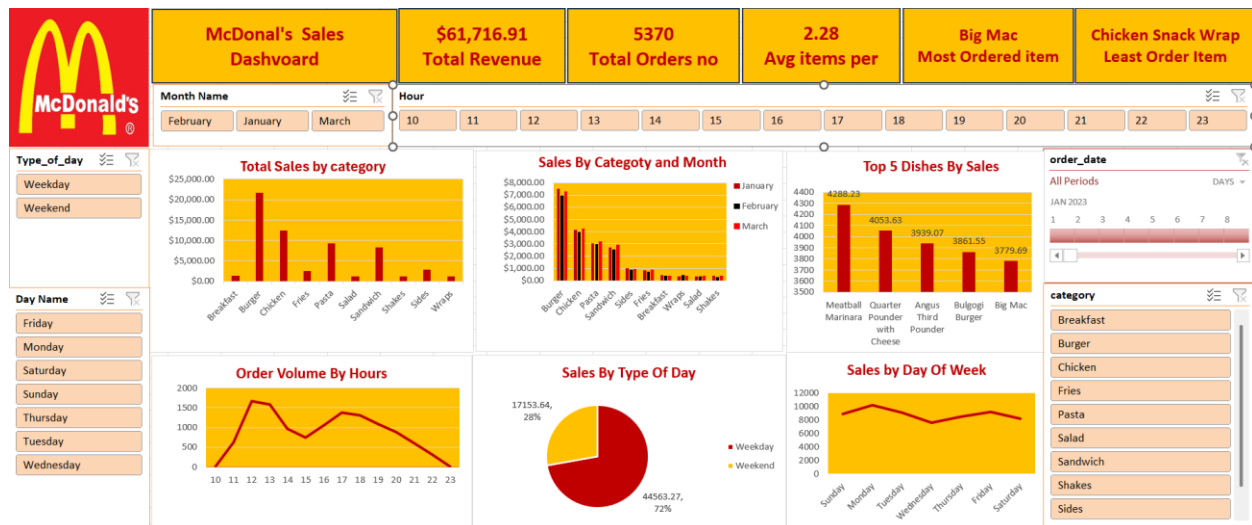 McDonald's
®
McDonal's Sales
Dashvoard
$61,716.91
Total Revenue
5370
Total Orders no
2.28
Avg items per
Big Mac
Most Ordered item
Chicken Snack Wrap
Least Order Item
Month Name
February January March
Hour
10 11 12 13 14 15 16 17 18 19 20 21 22 23
Type_of_day
Weekday
Weekend
Day Name
Friday
Monday
Saturday
Sunday
Thursday
Tuesday
Wednesday
Total Sales by category
$25,000.00
$20,000.00
$15,000.00
$10,000.00
$5,000.00
$0.00
Breakfast Burger Chicken Fries Pasta Salad Sandwich Shakes Sides Wraps
Sales By Categoty and Month
$8,000.00
$7,000.00
$6,000.00
$5,000.00
$4,000.00
$3,000.00
$2,000.00
$1,000.00
$0.00
Burger Chicken Pasta Sandwich Sides Fries Breakfast Wraps Salad Shakes
January
February
March
Top 5 Dishes By Sales
4400
4300
4200
4100
4000
3900
3800
3700
3600
3500
4288.23
4053.63
3939.07
3861.55
3779.69
Meatball
Marinara
Quarter
Pounder
with
Cheese
Angus
Third
Pounder
Bulgogi
Burger
Big Mac
order_date
All Periods
DAYS
JAN 2023
1 2 3 4 5 6 7 8
category
Breakfast
Burger
Chicken
Fries
Pasta
Salad
Sandwich
Shakes
Sides
Order Volume By Hours
2000
1500
1000
500
0
10 11 12 13 14 15 16 17 18 19 20 21 22 23
Sales By Type Of Day
17153.64,
28%
44563.27,
72%
Weekday
Weekend
Sales by Day Of Week
12000
10000
8000
6000
4000
2000
0
Sunday Monday Tuesday Wednesday Thursday Friday Saturday